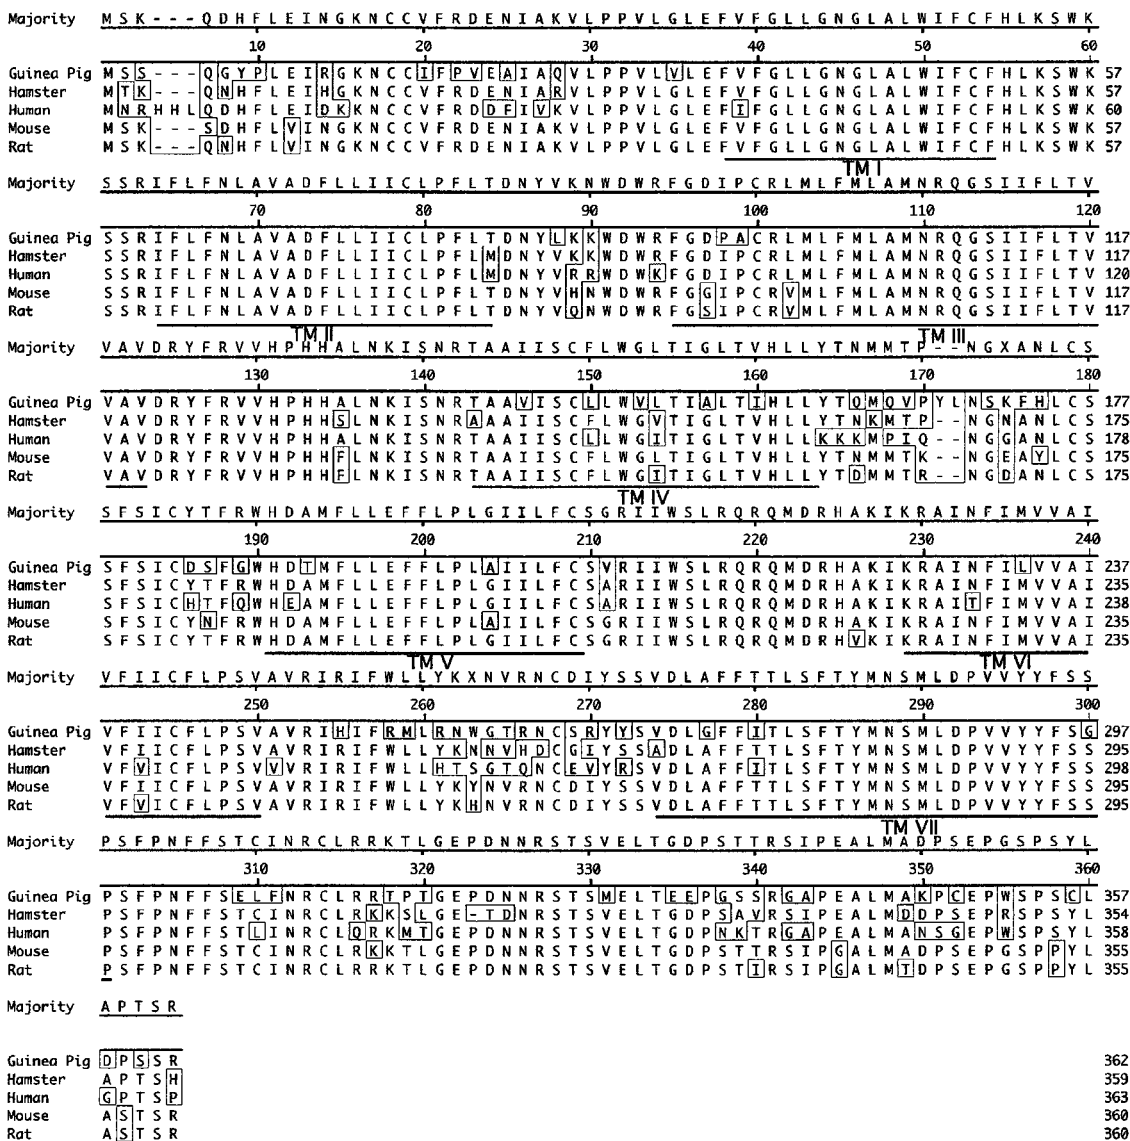 Majority M S K - - - Q D H F L E I N G K N C C V F R D E N I A K V L P P V L G L E F V F G L L G N G L A L W I F C F H L K S W K
10 20 30 40 50 60
Guinea Pig M S S - - - Q G Y P L E I R G K N C C I F P V E A I A Q V L P P V L V L E F V F G L L G N G L A L W I F C F H L K S W K 57
Hamster M T K - - - Q N H F L E I H G K N C C V F R D E N I A R V L P P V L G L E F V F G L L G N G L A L W I F C F H L K S W K 57
Human M N R H H L Q D H F L E I D K K N C C V F R D D F I V K V L P P V L G L E F I F G L L G N G L A L W I F C F H L K S W K 60
Mouse M S K - - - S D H F L V I N G K N C C V F R D E N I A K V L P P V L G L E F V F G L L G N G L A L W I F C F H L K S W K 57
Rat M S K - - - Q N H F L V I N G K N C C V F R D E N I A K V L P P V L G L E F V F G L L G N G L A L W I F C F H L K S W K 57
TM I
Majority S S R I F L F N L A V A D F L L I I C L P F L T D N Y V K N W D W R F G D I P C R L M L F M L A M N R Q G S I I F L T V
70 80 90 100 110 120
Guinea Pig S S R I F L F N L A V A D F L L I I C L P F L T D N Y L K K W D W R F G D P A C R L M L F M L A M N R Q G S I I F L T V 117
Hamster S S R I F L F N L A V A D F L L I I C L P F L M D N Y V K K W D W R F G D I P C R L M L F M L A M N R Q G S I I F L T V 117
Human S S R I F L F N L A V A D F L L I I C L P F L M D N Y V R R W D W K F G D I P C R L M L F M L A M N R Q G S I I F L T V 120
Mouse S S R I F L F N L A V A D F L L I I C L P F L T D N Y V H N W D W R F G G I P C R V M L F M L A M N R Q G S I I F L T V 117
Rat S S R I F L F N L A V A D F L L I I C L P F L T D N Y V Q N W D W R F G S I P C R V M L F M L A M N R Q G S I I F L T V 117
TM II TM III
Majority V A V D R Y F R V V H P H H A L N K I S N R T A A I I S C F L W G L T I G L T V H L L Y T N M M T P - - N G X A N L C S
130 140 150 160 170 180
Guinea Pig V A V D R Y F R V V H P H H A L N K I S N R T A A V I S C L L W V L T I A L T I H L L Y T Q M Q V P Y L N S K F H L C S 177
Hamster V A V D R Y F R V V H P H H S L N K I S N R A A A I I S C F L W G V T I G L T V H L L Y T N K M T P - - N G N A N L C S 175
Human V A V D R Y F R V V H P H H A L N K I S N R T A A I I S C L L W G I T I G L T V H L L K K K M P I Q - - N G G A N L C S 178
Mouse V A V D R Y F R V V H P H H F L N K I S N R T A A I I S C F L W G L T I G L T V H L L Y T N M M T K - - N G E A Y L C S 175
Rat V A V D R Y F R V V H P H H F L N K I S N R T A A I I S C F L W G I T I G L T V H L L Y T D M M T R - - N G D A N L C S 175
TM IV
Majority S F S I C Y T F R W H D A M F L L E F F L P L G I I L F C S G R I I W S L R Q R Q M D R H A K I K R A I N F I M V V A I
190 200 210 220 230 240
Guinea Pig S F S I C D S F G W H D T M F L L E F F L P L A I I L F C S V R I I W S L R Q R Q M D R H A K I K R A I N F I L V V A I 237
Hamster S F S I C Y T F R W H D A M F L L E F F L P L G I I L F C S A R I I W S L R Q R Q M D R H A K I K R A I N F I M V V A I 235
Human S F S I C H T F Q W H E A M F L L E F F L P L G I I L F C S A R I I W S L R Q R Q M D R H A K I K R A I T F I M V V A I 238
Mouse S F S I C Y N F R W H D A M F L L E F F L P L A I I L F C S G R I I W S L R Q R Q M D R H A K I K R A I N F I M V V A I 235
Rat S F S I C Y T F R W H D A M F L L E F F L P L G I I L F C S G R I I W S L R Q R Q M D R H V K I K R A I N F I M V V A I 235
TM V TM VI
Majority V F I I C F L P S V A V R I R I F W L L Y K X N V R N C D I Y S S V D L A F F T T L S F T Y M N S M L D P V V Y Y F S S
250 260 270 280 290 300
Guinea Pig V F I I C F L P S V A V R I H I F R M L R N W G T R N C S R Y Y S V D L G F F I T L S F T Y M N S M L D P V V Y Y F S G 297
Hamster V F I I C F L P S V A V R I R I F W L L Y K N N V H D C G I Y S S A D L A F F T T L S F T Y M N S M L D P V V Y Y F S S 295
Human V F V I C F L P S V V V R I R I F W L L H T S G T Q N C E V Y R S V D L A F F I T L S F T Y M N S M L D P V V Y Y F S S 298
Mouse V F I I C F L P S V A V R I R I F W L L Y K Y N V R N C D I Y S S V D L A F F T T L S F T Y M N S M L D P V V Y Y F S S 295
Rat V F V I C F L P S V A V R I R I F W L L Y K H N V R N C D I Y S S V D L A F F T T L S F T Y M N S M L D P V V Y Y F S S 295
TM VII
Majority P S F P N F F S T C I N R C L R R K T L G E P D N N R S T S V E L T G D P S T T R S I P E A L M A D P S E P G S P S Y L
310 320 330 340 350 360
Guinea Pig P S F P N F F S E L F N R C L R R T P T G E P D N N R S T S M E L T E E P G S S R G A P E A L M A K P C E P W S P S C L 357
Hamster P S F P N F F S T C I N R C L R K K S L G E - T D N R S T S V E L T G D P S A V R S I P E A L M D D P S E P R S P S Y L 354
Human P S F P N F F S T L I N R C L Q R K M T G E P D N N R S T S V E L T G D P N K T R G A P E A L M A N S G E P W S P S Y L 358
Mouse P S F P N F F S T C I N R C L R K K T L G E P D N N R S T S V E L T G D P S T T R S I P G A L M A D P S E P G S P P Y L 355
Rat P S F P N F F S T C I N R C L R R K T L G E P D N N R S T S V E L T G D P S T I R S I P G A L M T D P S E P G S P P Y L 355
Majority A P T S R
Guinea Pig D P S S R 362
Hamster A P T S H 359
Human G P T S P 363
Mouse A S T S R 360
Rat A S T S R 360